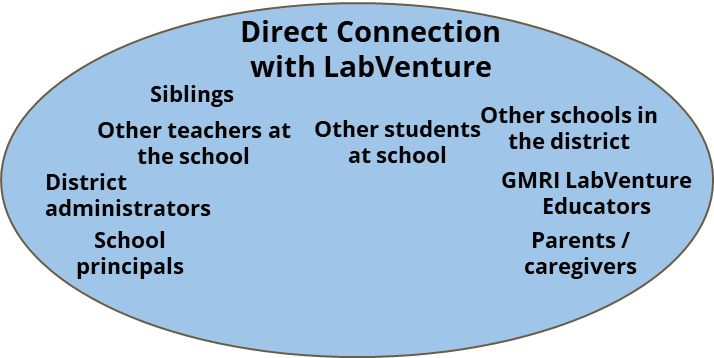 Direct Connection
with LabVenture
Siblings
Other teachers at
the school
Other students
at school
Other schools in
the district
District
administrators
GMRI LabVenture
Educators
School
principals
Parents /
caregivers